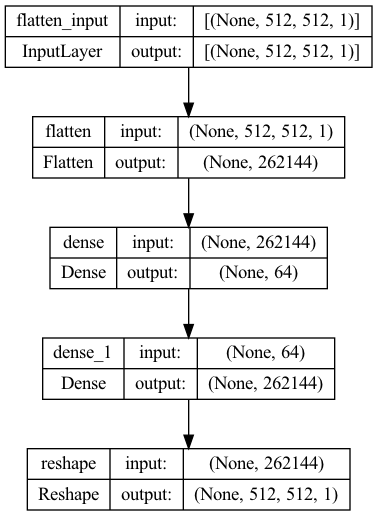 flatten_input input: [(None, 512, 512, 1)]
InputLayer output: [(None, 512, 512, 1)]
flatten input: (None, 512, 512, 1)
Flatten output: (None, 262144)
dense input: (None, 262144)
Dense output: (None, 64)
dense_1 input: (None, 64)
Dense output: (None, 262144)
reshape input: (None, 262144)
Reshape output: (None, 512, 512, 1)